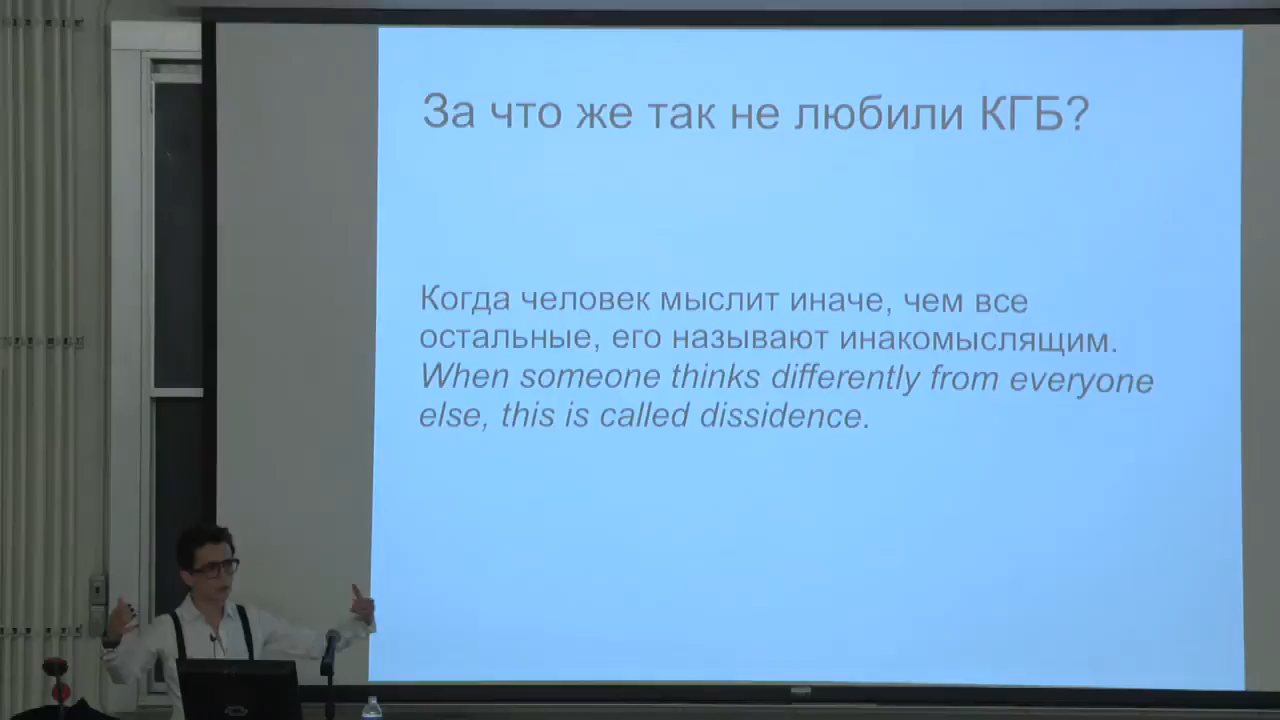 За что же так не любили КГБ?
Когда человек мыслит иначе, чем все
остальные, его называют инакомыслящим.
When someone thinks differently from everyone
else, this is called dissidence.